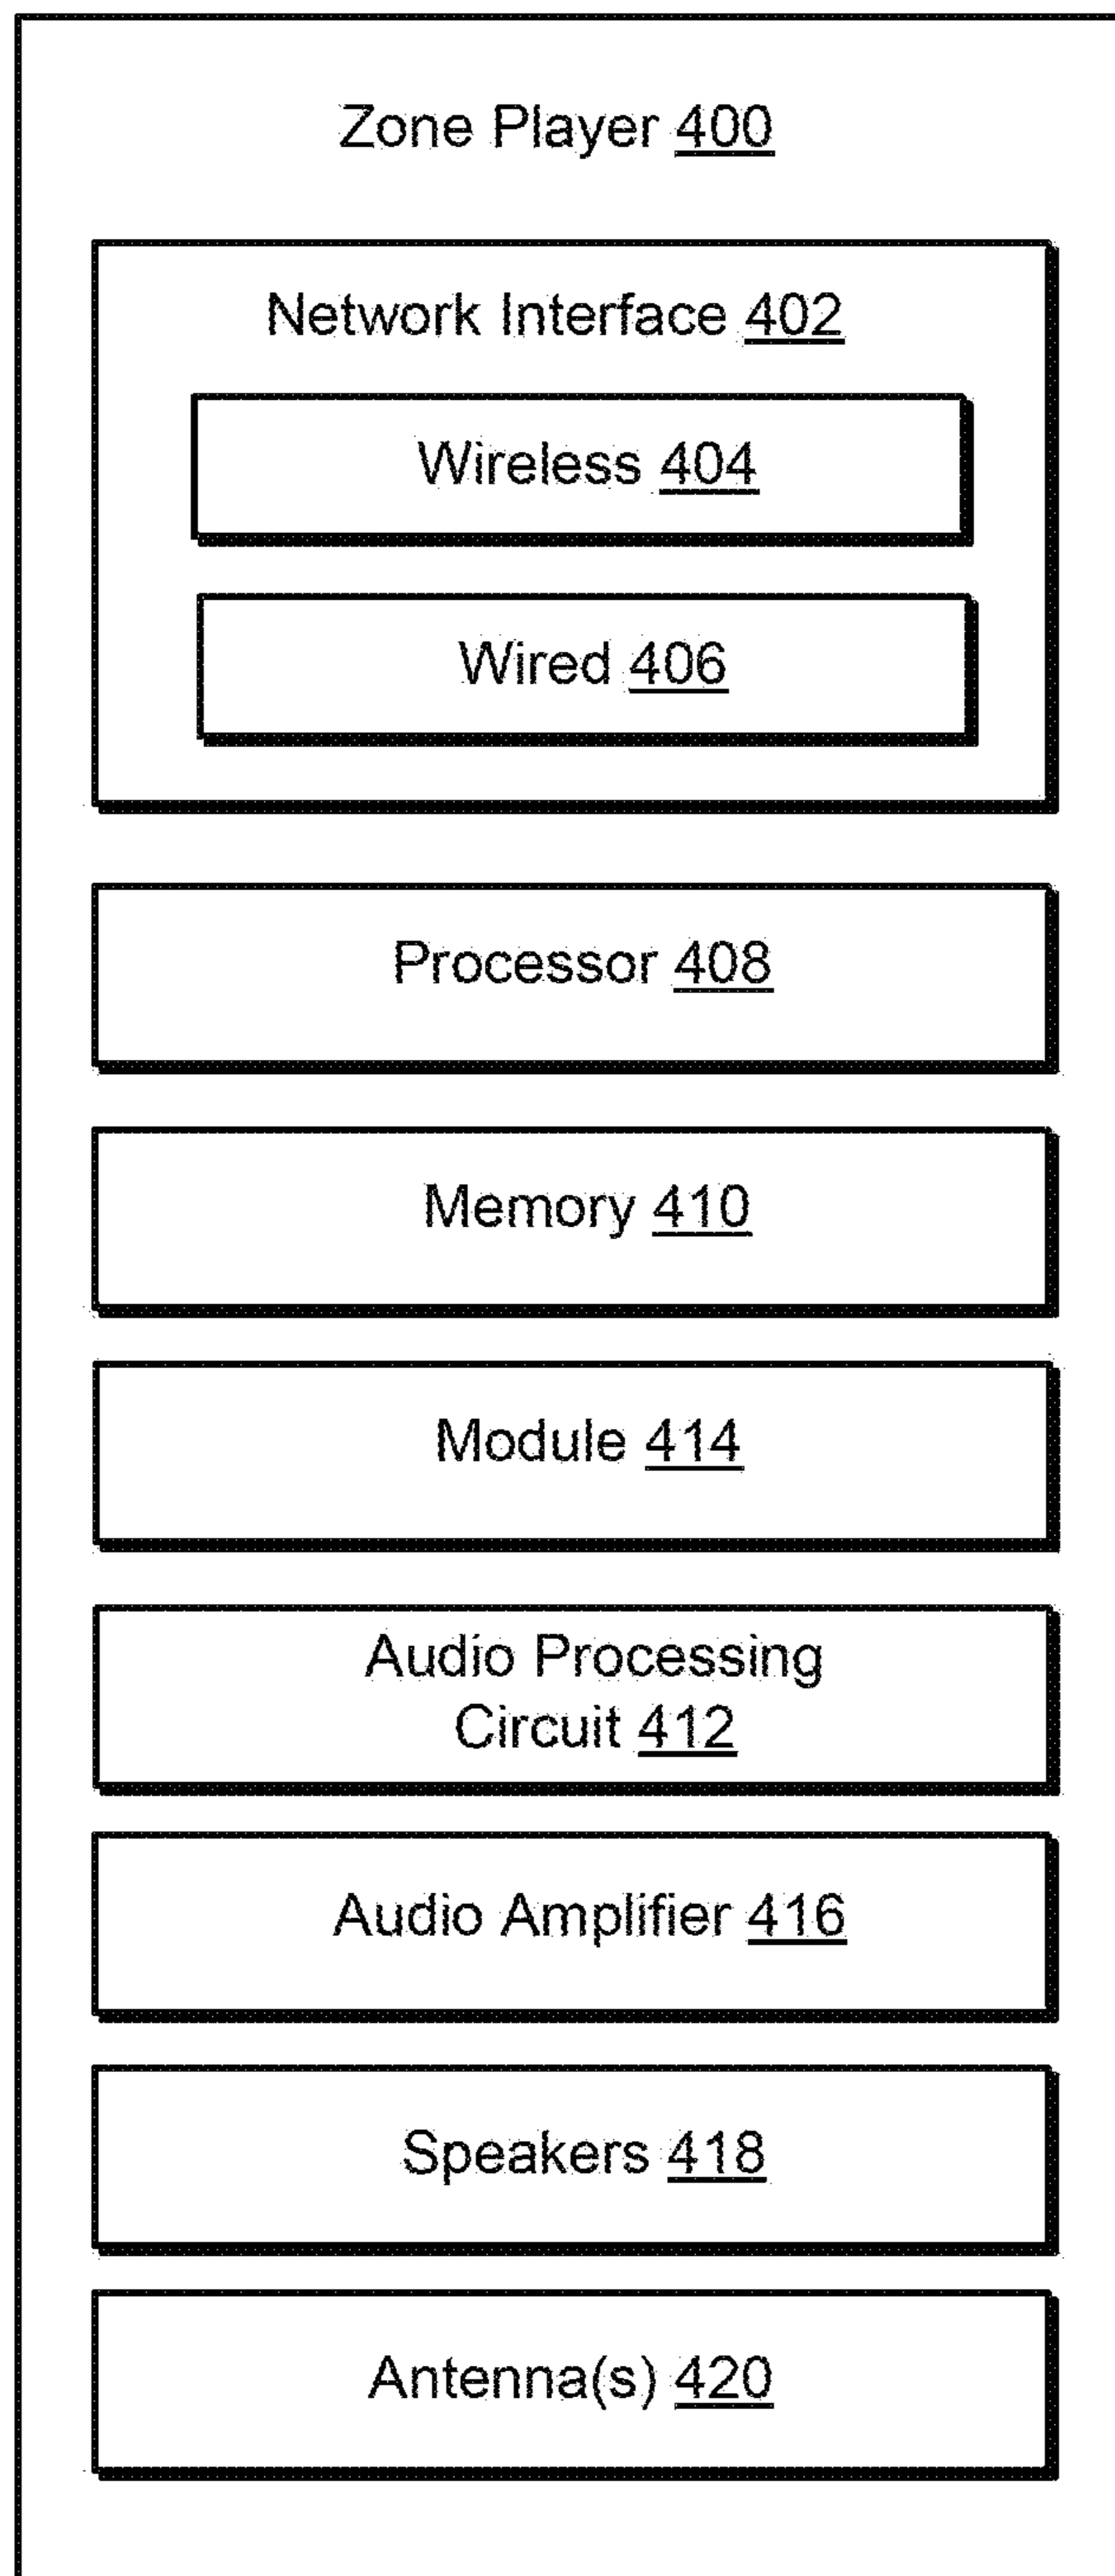 Zone Player 400
Network Interface 402
Wireless 404
Wired 406
Processor 408
Memory 410
Module 414
Audio Processing
Circuit 412
Audio Amplifier 416
Speakers 418
Antenna(s) 420